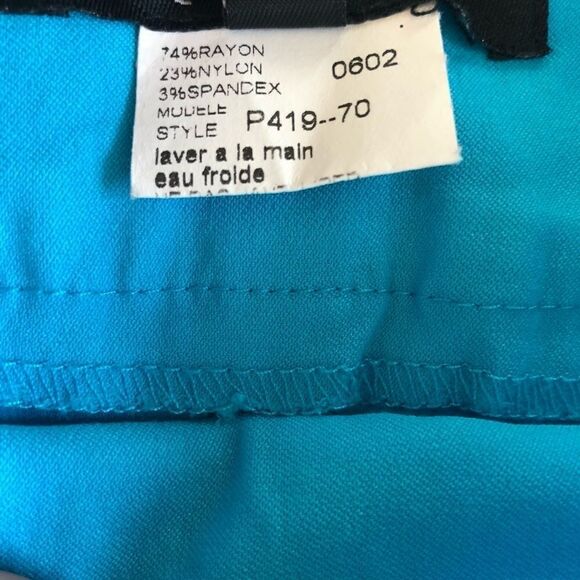 74%RAYON
23%NYLON 0602
3%SPANDEX
MODELE
STYLE P419--70
laver a la main
eau froide